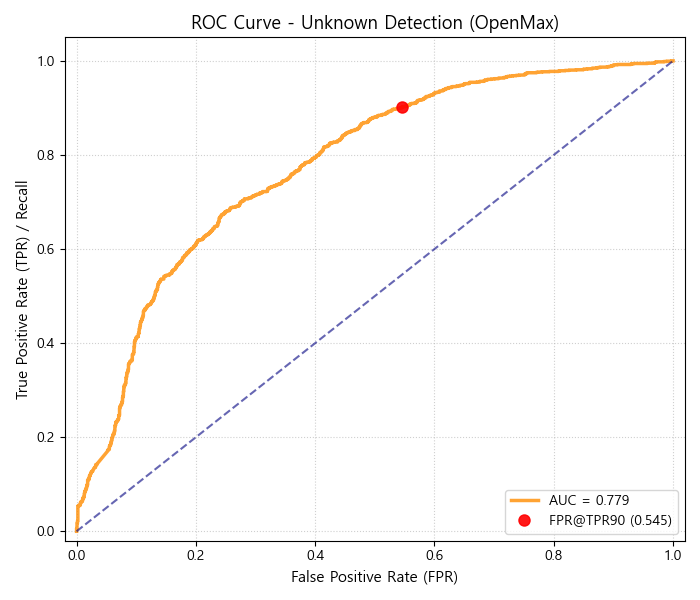 ROC Curve - Unknown Detection (OpenMax)
True Positive Rate (TPR) / Recall
1.0
0.8
0.6
0.4
0.2
0.0
0.0 0.2 0.4 0.6 0.8 1.0
False Positive Rate (FPR)
AUC = 0.779
FPR@TPR90 (0.545)